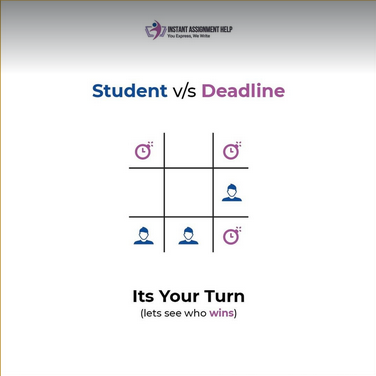 INSTANT ASSIGNMENT HELP
You Express, We Write
Student v/s Deadline
Its Your Turn
(lets see who wins)